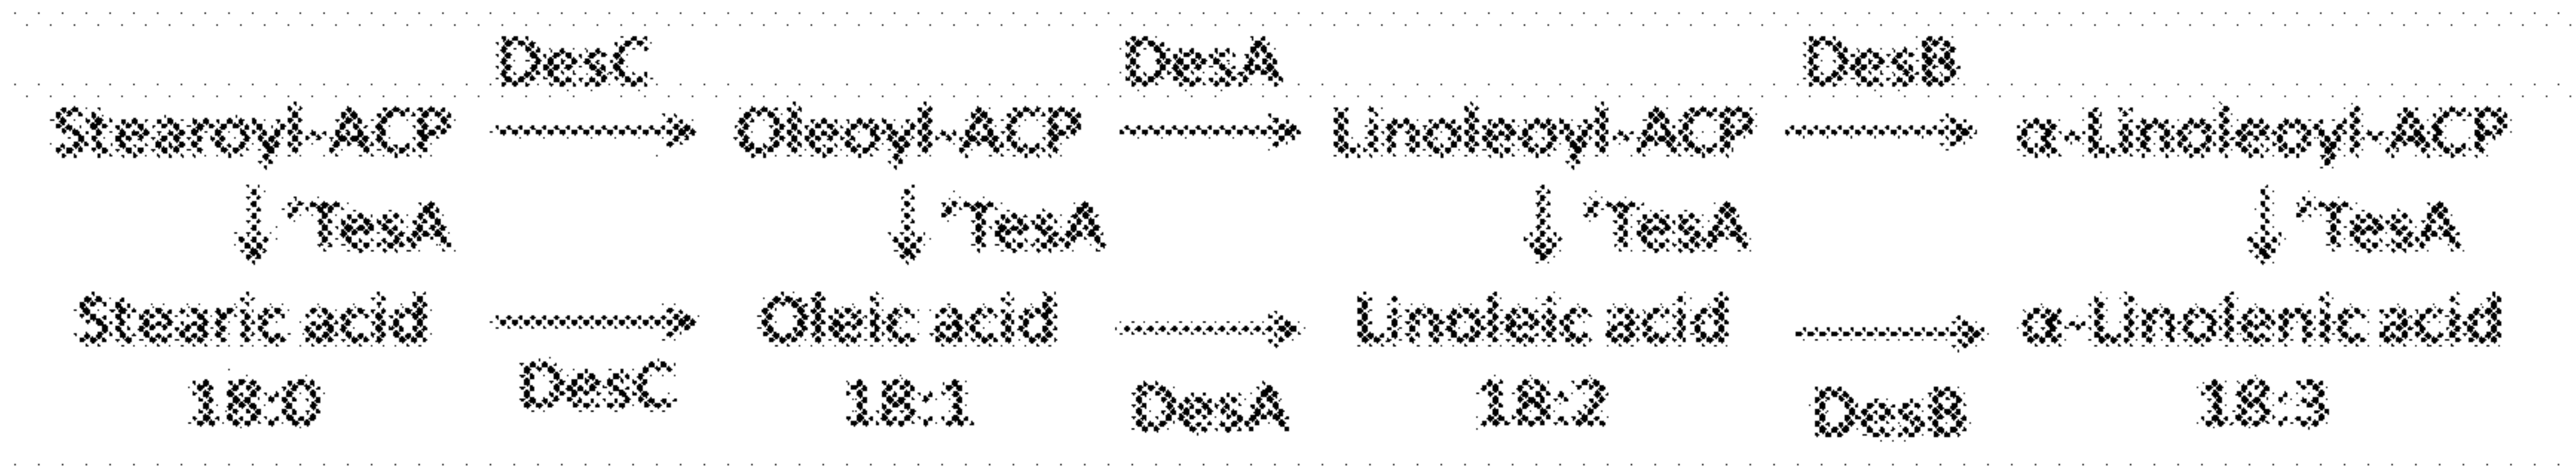 DesC DesA DesB
Stearoyl-ACP Oleoyl-ACP Linoleoyl-ACP α-Linoleoyl-ACP
'TesA 'TesA 'TesA 'TesA
Stearic acid Oleic acid Linoleic acid α-Linolenic acid
DesC DesA DesB
18:0 18:1 18:2 18:3